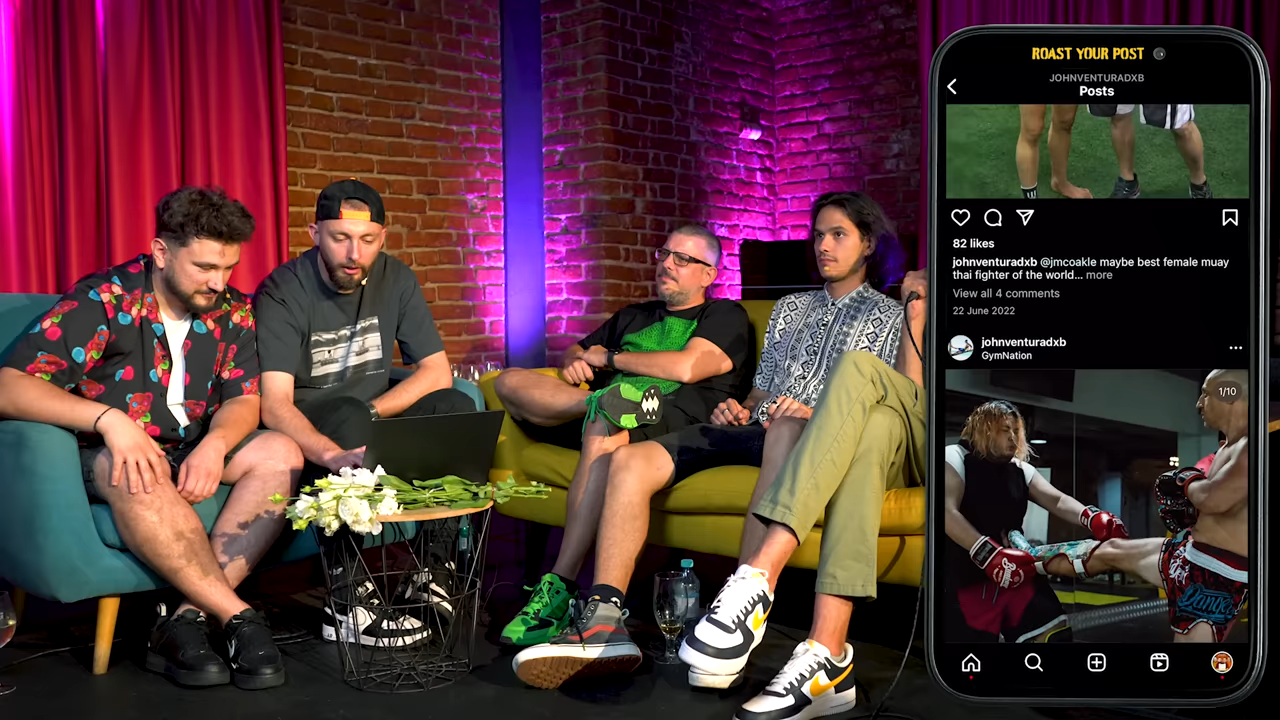 ROAST YOUR POST
JOHNVENTURADXB
Posts
82 likes
johnventuradxb @jmcoakle maybe best female muay
thai fighter of the world... more
View all 4 comments
22 June 2022
johnventuradxb
GymNation
1/10